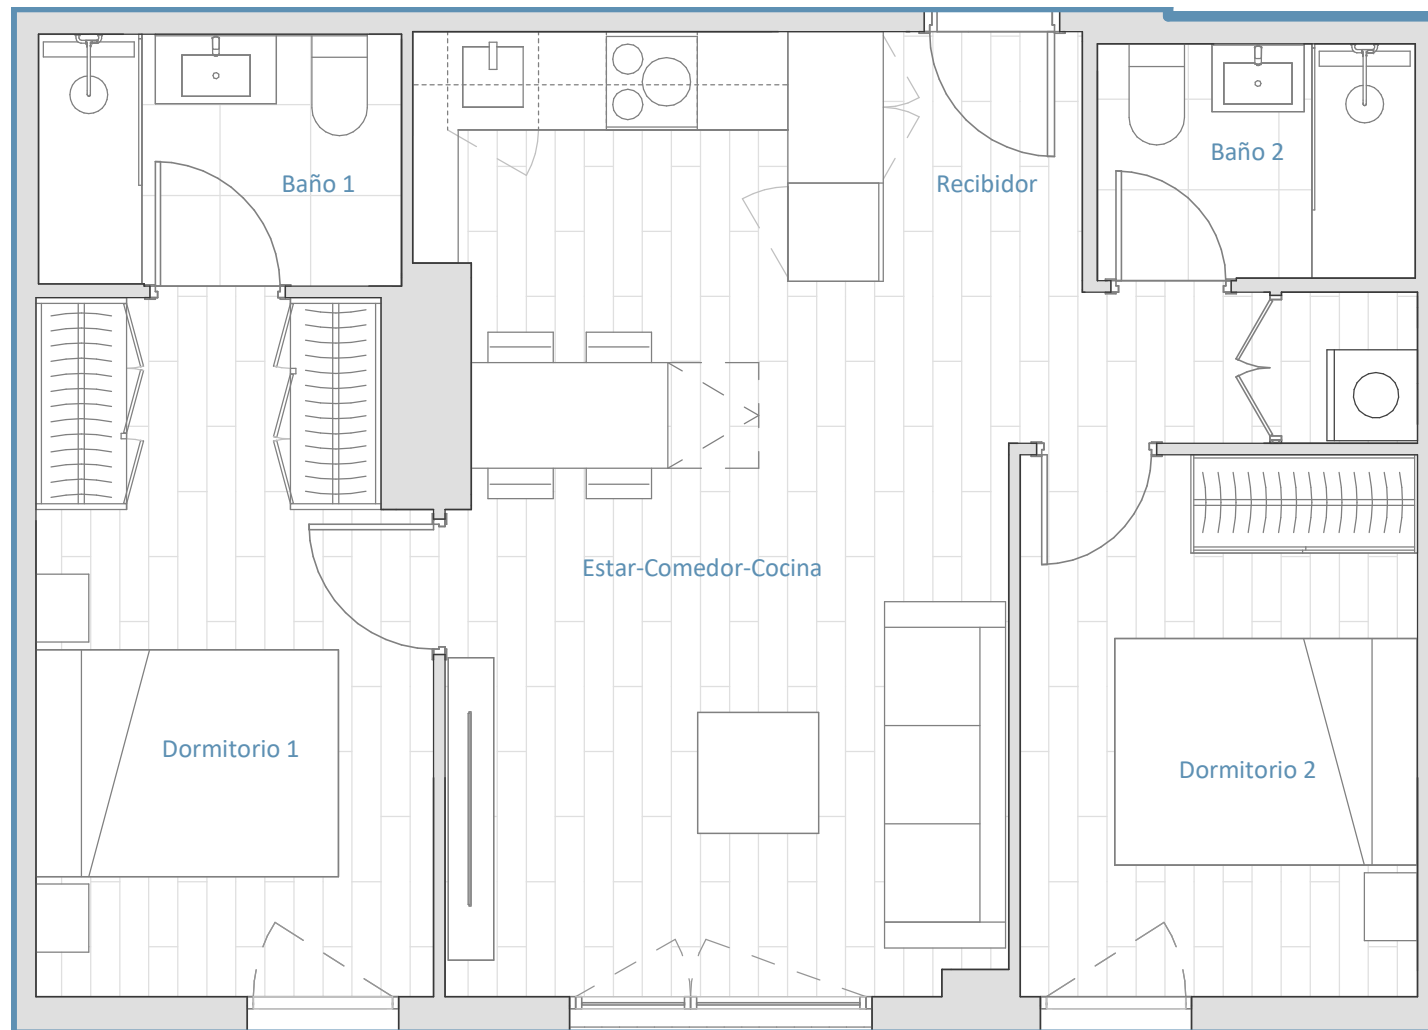 Baño 1
Recibidor
Baño 2
Estar-Comedor-Cocina
Dormitorio 1
Dormitorio 2